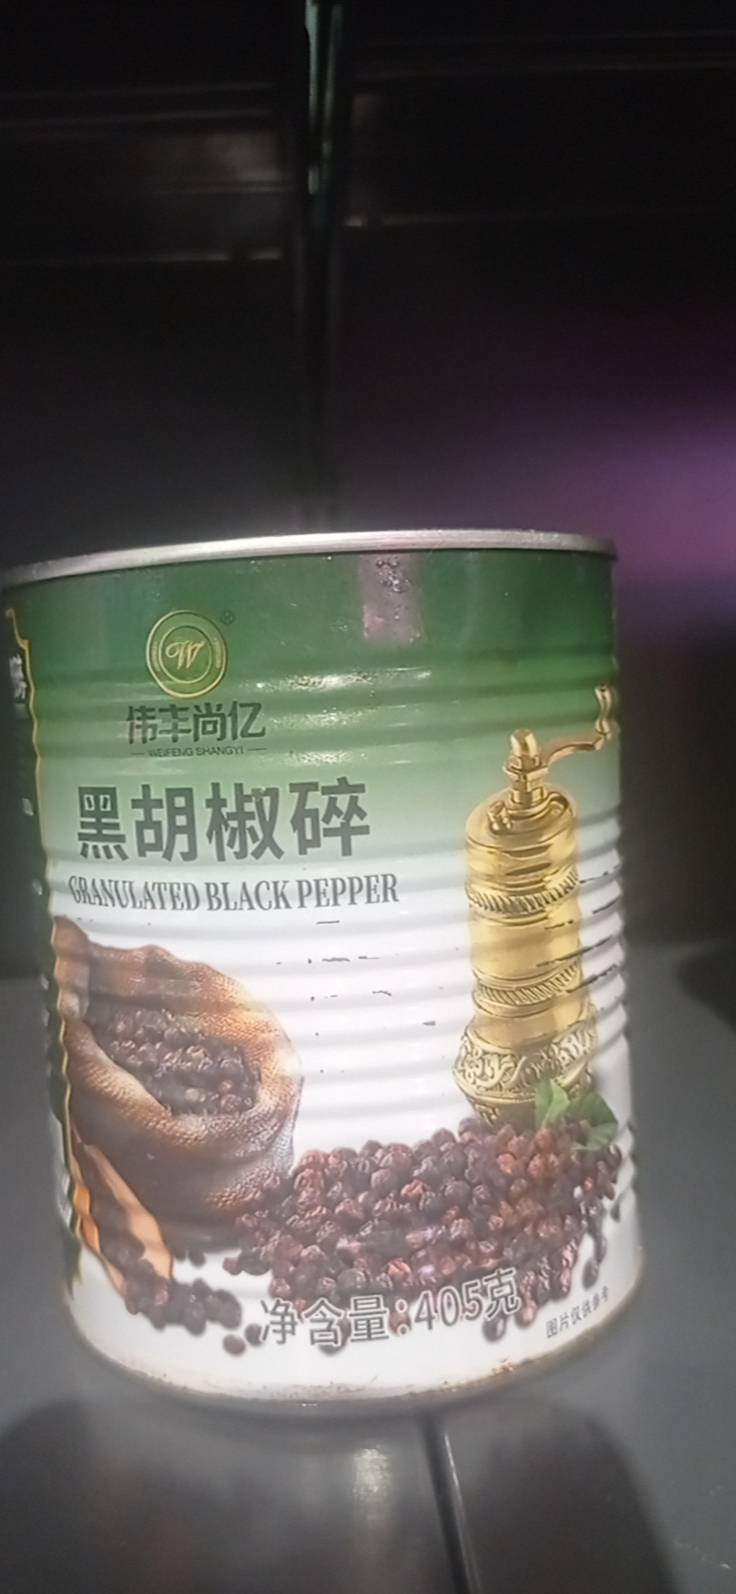 W
®
伟丰尚亿
WEIFENG SHANGYI
黑胡椒碎
GRANULATED BLACK PEPPER
净含量:405克
图片仅供参考